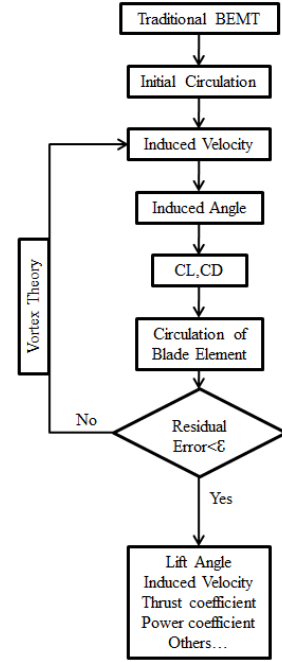 Traditional BEMT
Initial Circulation
Induced Velocity
Induced Angle
CL,CD
Circulation of
Blade Element
Vortex Theory
No
Residual
Error<Ɛ
Yes
Lift Angle
Induced Velocity
Thrust coefficient
Power coefficient
Others…